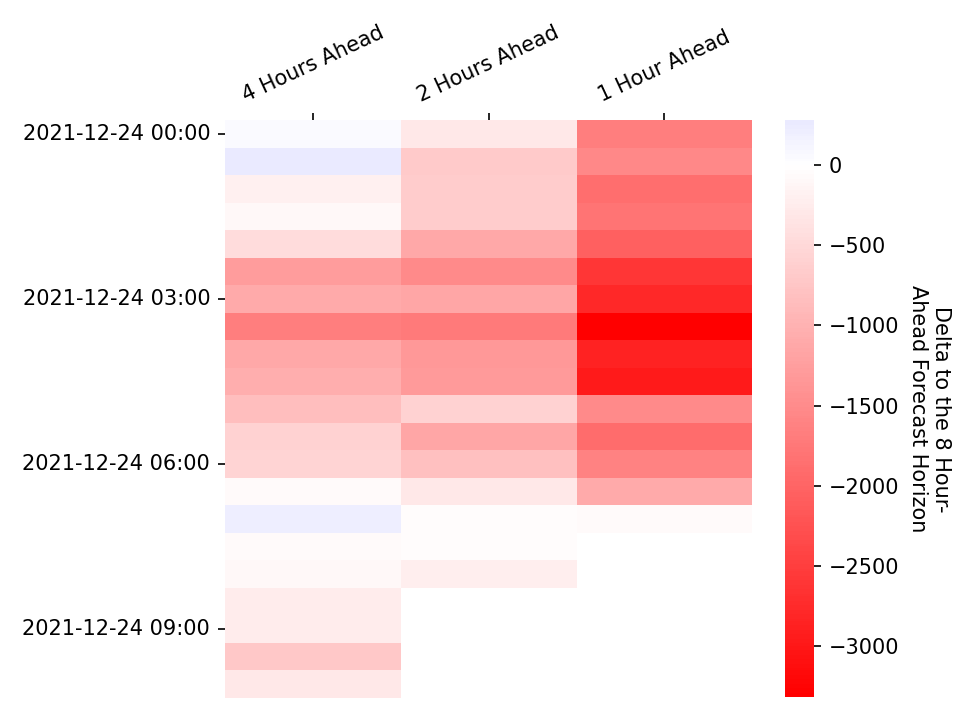 4 Hours Ahead
2 Hours Ahead
1 Hour Ahead
2021-12-24 00:00
2021-12-24 03:00
2021-12-24 06:00
2021-12-24 09:00
0
−500
−1000
−1500
−2000
−2500
−3000
Delta to the 8 Hour-
Ahead Forecast Horizon